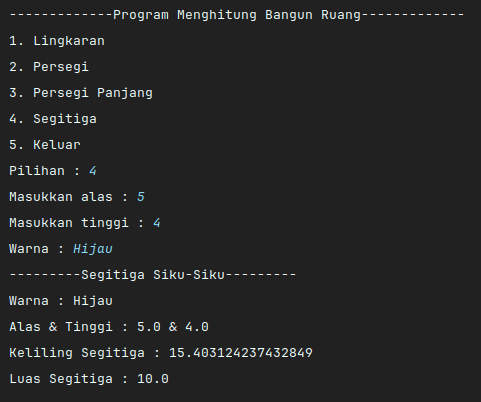 -------------Program Menghitung Bangun Ruang-------------
1. Lingkaran
2. Persegi
3. Persegi Panjang
4. Segitiga
5. Keluar
Pilihan : 4
Masukkan alas : 5
Masukkan tinggi : 4
Warna : Hijau
---------Segitiga Siku-Siku---------
Warna : Hijau
Alas & Tinggi : 5.0 & 4.0
Keliling Segitiga : 15.403124237432849
Luas Segitiga : 10.0